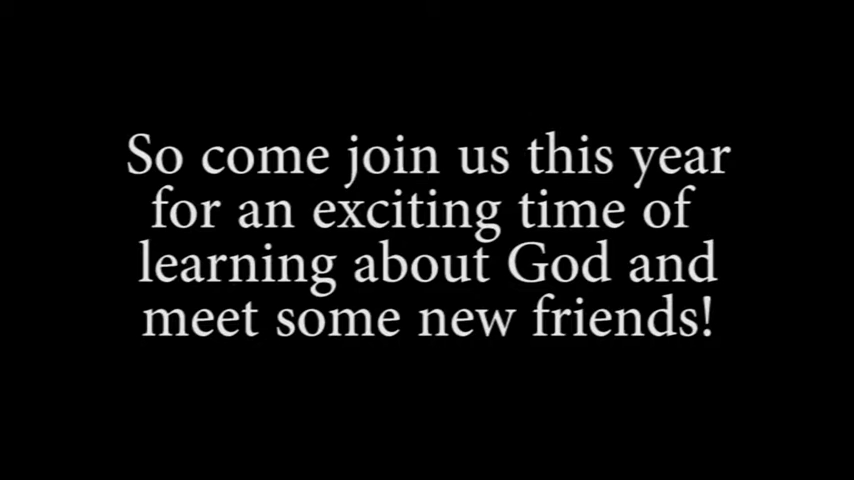 So come join us this year
for an exciting time of
learning about God and
meet some new friends!